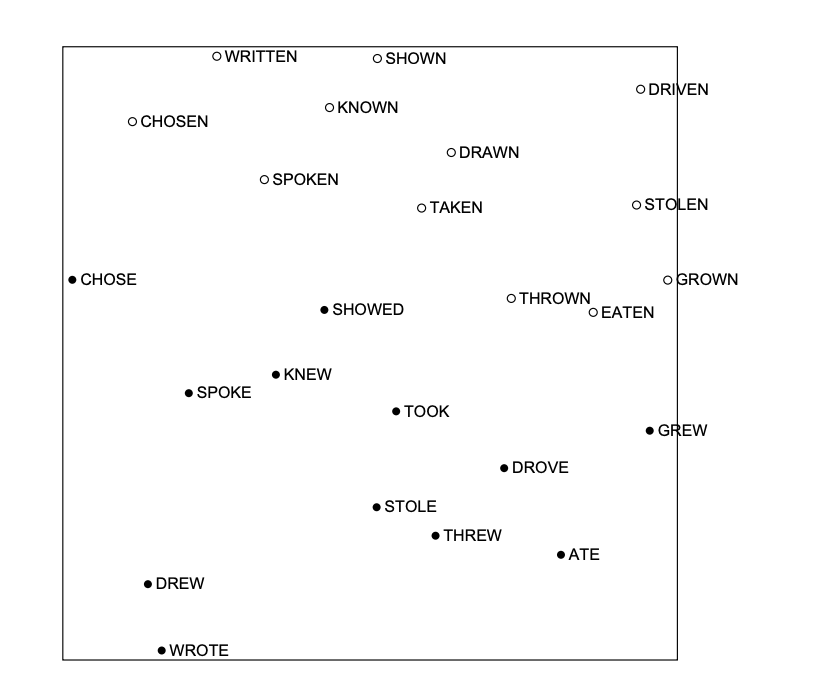 WRITTEN
SHOWN
DRIVEN
KNOWN
CHOSEN
DRAWN
SPOKEN
STOLEN
TAKEN
CHOSE
GROWN
THROWN
SHOWED
EATEN
KNEW
SPOKE
TOOK
GREW
DROVE
STOLE
THREW
ATE
DREW
WROTE